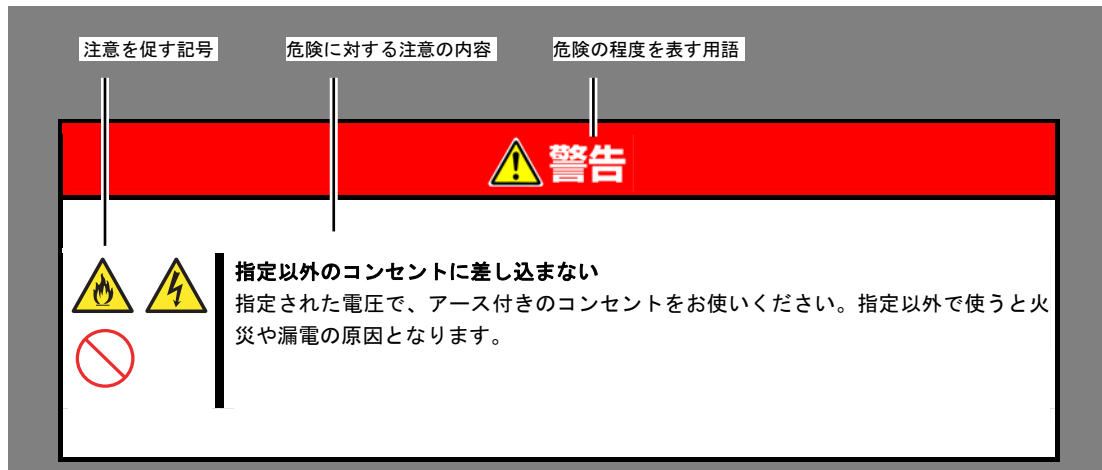 注意を促す記号
危険に対する注意の内容
危険の程度を表す用語
警告
指定以外のコンセントに差し込まない
指定された電圧で、アース付きのコンセントをお使いください。指定以外で使うと火
災や漏電の原因となります。